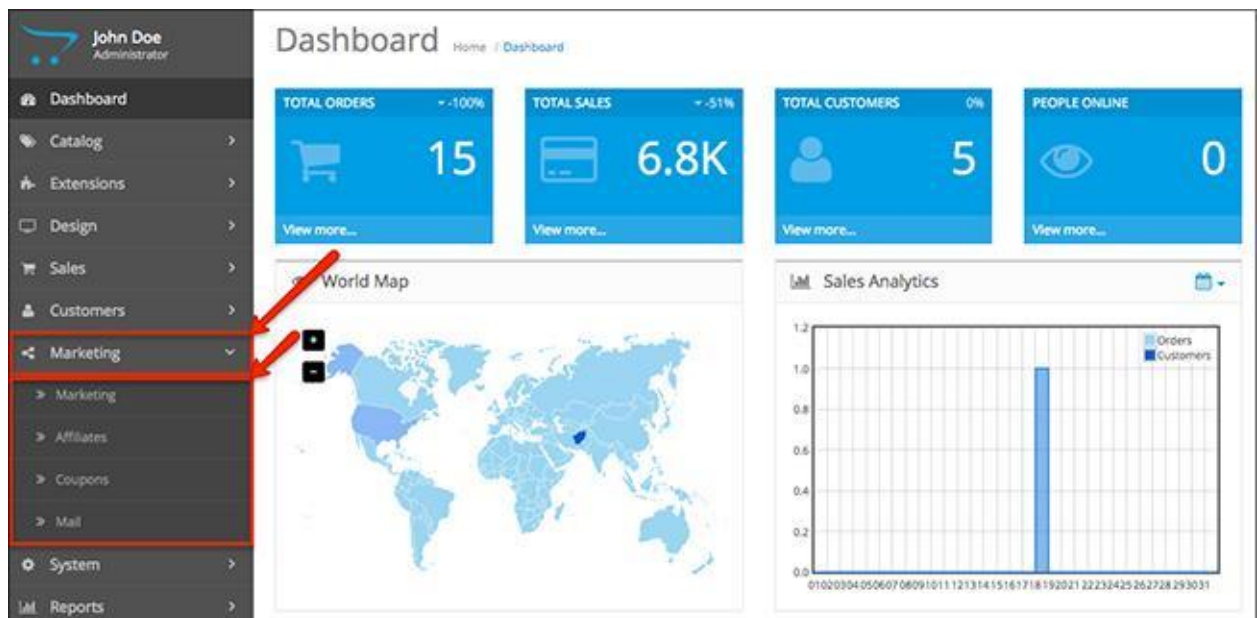 John Doe
Administrator
Dashboard
Catalog
Extensions
Design
Sales
Customers
Marketing
Marketing
Affiliates
Coupons
Mail
System
Reports
Dashboard Home / Dashboard
TOTAL ORDERS -100%
15
View more...
TOTAL SALES -51%
6.8K
View more...
TOTAL CUSTOMERS 0%
5
View more...
PEOPLE ONLINE
0
View more...
World Map
+
-
Sales Analytics
Orders
Customers
1.2
1.0
0.8
0.6
0.4
0.2
0.0
01 02 03 04 05 06 07 08 09 10 11 12 13 14 15 16 17 18 19 20 21 22 23 24 25 26 27 28 29 30 31